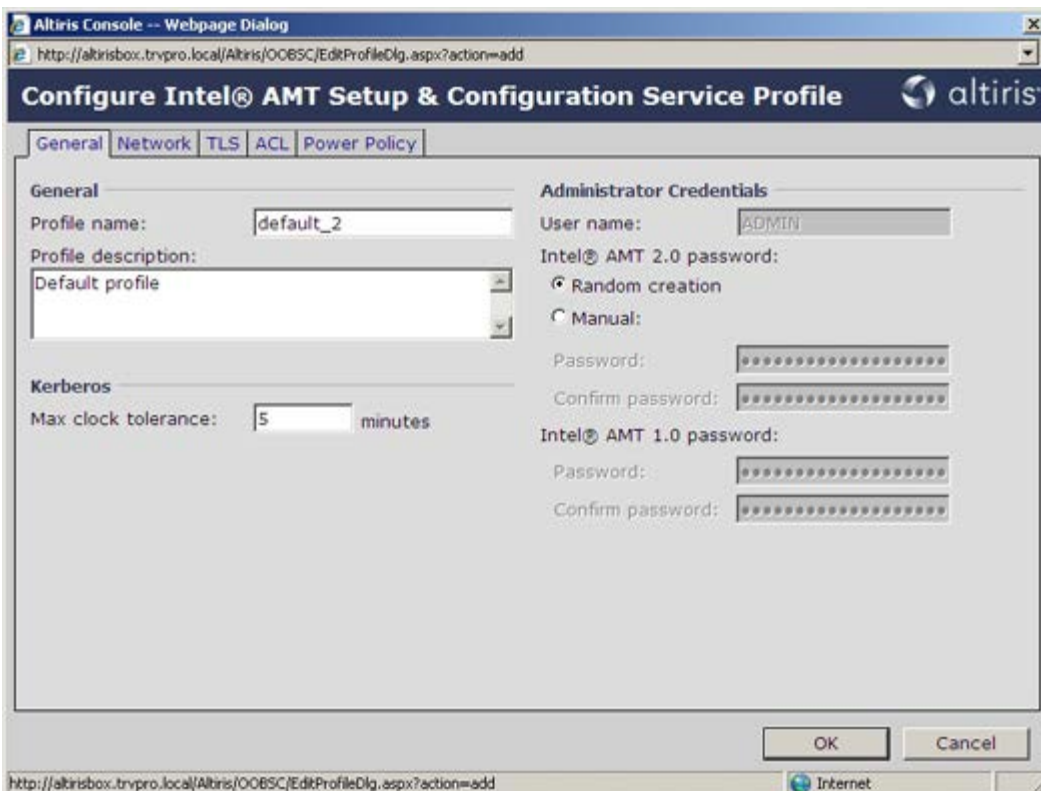 Altiris Console -- Webpage Dialog
http://altirisbox.trvpro.local/Altiris/OOBSC/EditProfileDlg.aspx?action=add
Configure Intel® AMT Setup & Configuration Service Profile
altiris
General Network TLS ACL Power Policy
General
Profile name: default_2
Profile description:
Default profile
Kerberos
Max clock tolerance: 5 minutes
Administrator Credentials
User name: ADMIN
Intel® AMT 2.0 password:
Random creation
Manual:
Password: •••••••••••••••••••
Confirm password: •••••••••••••••••••
Intel® AMT 1.0 password:
Password: •••••••••••••••••••
Confirm password: •••••••••••••••••••
OK Cancel
http://altirisbox.trvpro.local/Altiris/OOBSC/EditProfileDlg.aspx?action=add Internet